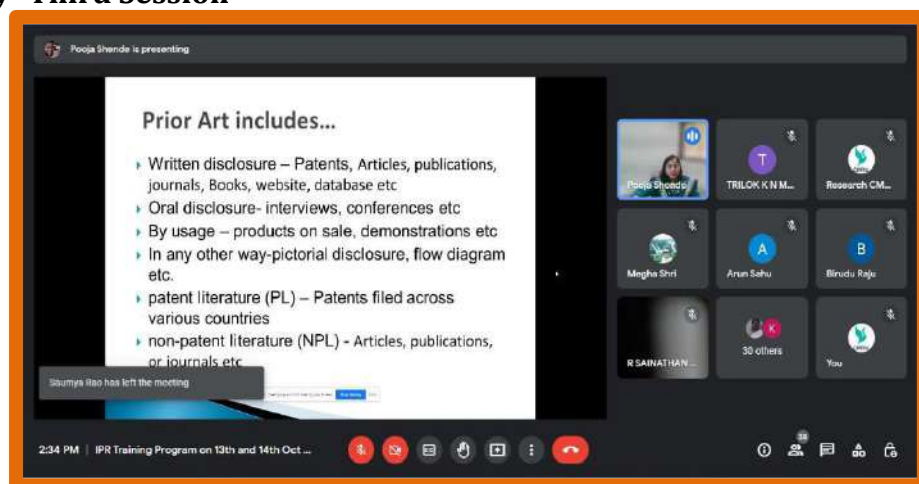 Third Session
Pooja Shende is presenting
Prior Art includes...
Written disclosure – Patents, Articles, publications,
journals, Books, website, database etc
Oral disclosure- interviews, conferences etc
By usage – products on sale, demonstrations etc
In any other way-pictorial disclosure, flow diagram
etc.
patent literature (PL) – Patents filed across
various countries
non-patent literature (NPL) - Articles, publications,
or journals etc
Saumya Rao has left the meeting
Pooja Shende
T
TRILOK K N M...
Research CM...
Megha Shri
A
Arun Sahu
B
Birudu Raju
R SAINATHAN ...
K
30 others
You
2:34 PM | IPR Training Program on 13th and 14th Oct ...
38